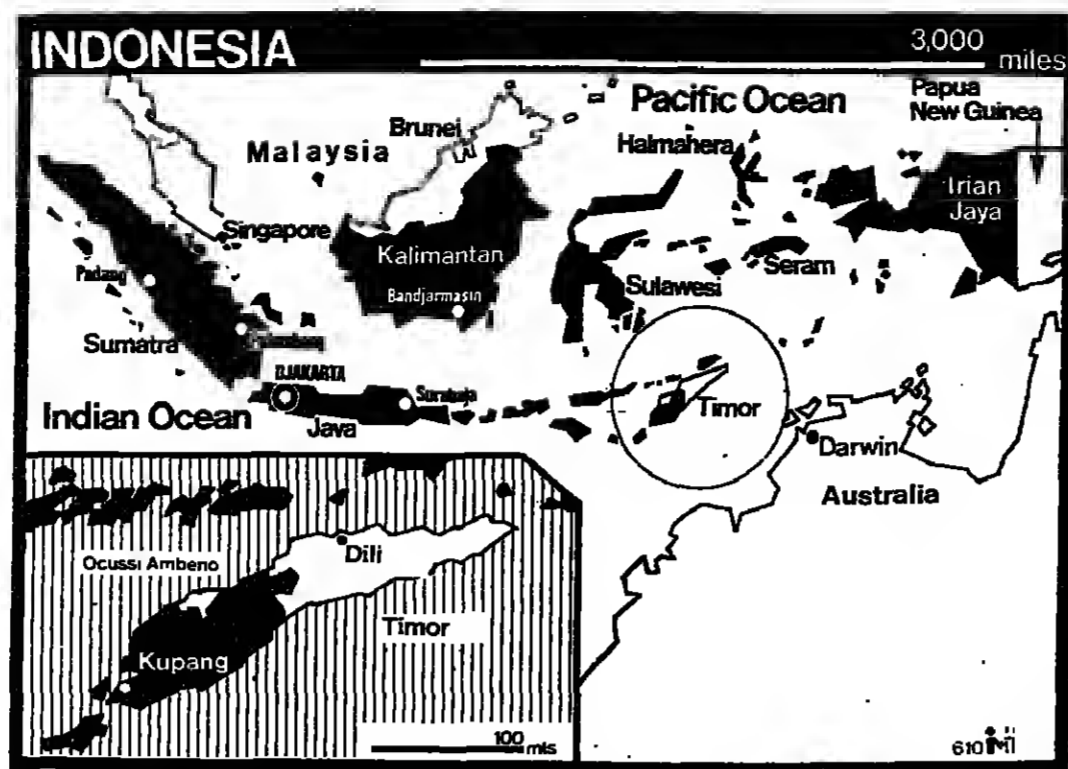 INDONESIA
3,000 miles
Pacific Ocean
Papua
New Guinea
Brunei
Malaysia
Halmahera
Irian
Jaya
Singapore
Kalimantan
Seram
Padang
Bandjarmasin
Sulawesi
Sumatra
DJAKARTA
Surabaja
Timor
Indian Ocean
Java
Darwin
Australia
Dili
Ocussi Ambeno
Timor
Kupang
100
mls